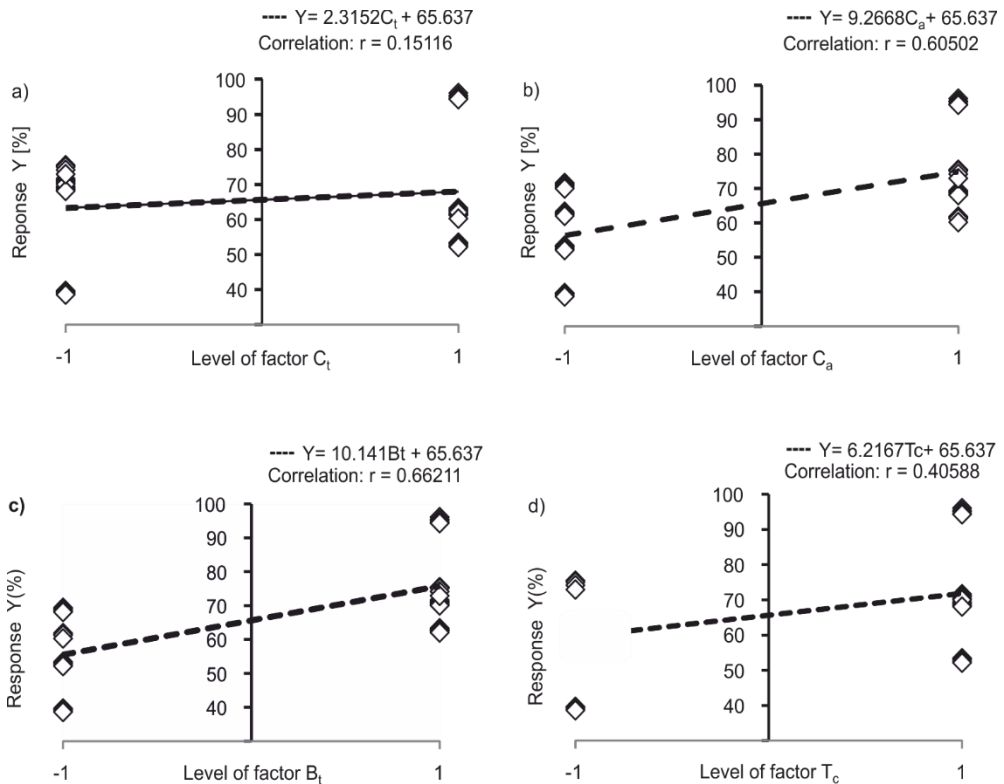 Y= 2.3152Ct + 65.637
Correlation: r = 0.15116
a)
Reponse Y [%]
100
90
80
70
60
50
40
-1
Level of factor Ct
1
Y= 9.2668Ca+ 65.637
Correlation: r = 0.60502
b)
Reponse Y [%]
100
90
80
70
60
50
40
-1
Level of factor Ca
1
Y= 10.141Bt + 65.637
Correlation: r = 0.66211
c)
Response Y(%)
100
90
80
70
60
50
40
-1
Level of factor Bt
1
Y= 6.2167Tc+ 65.637
Correlation: r = 0.40588
d)
Response Y(%)
100
90
80
70
60
50
40
-1
Level of factor Tc
1